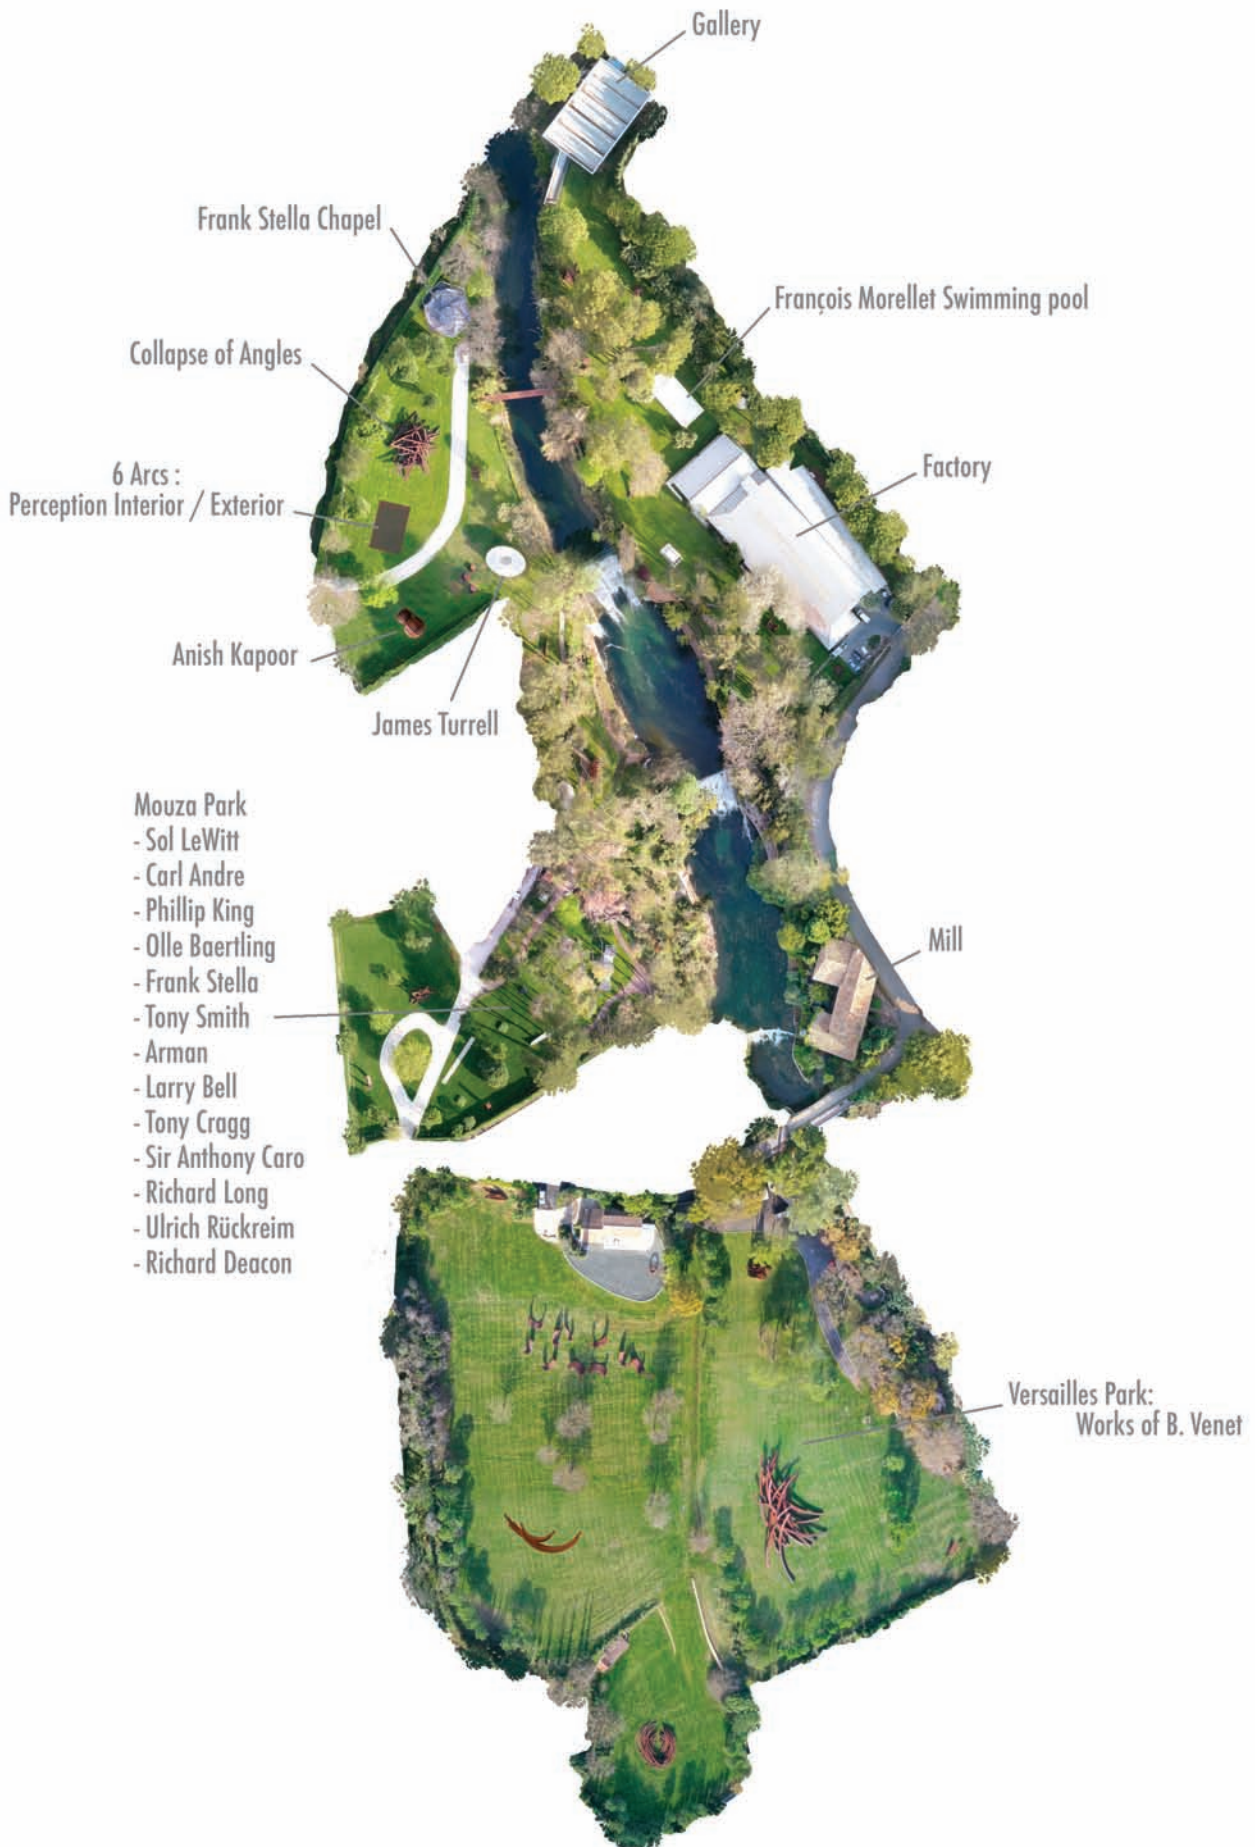 Gallery
Frank Stella Chapel
François Morellet Swimming pool
Collapse of Angles
6 Arcs :
Perception Interior / Exterior
Factory
Anish Kapoor
James Turrell
Mouza Park
- Sol LeWitt
- Carl Andre
- Phillip King
- Olle Baertling
- Frank Stella
- Tony Smith
- Arman
- Larry Bell
- Tony Cragg
- Sir Anthony Caro
- Richard Long
- Ulrich Rückreim
- Richard Deacon
Mill
Versailles Park:
Works of B. Venet